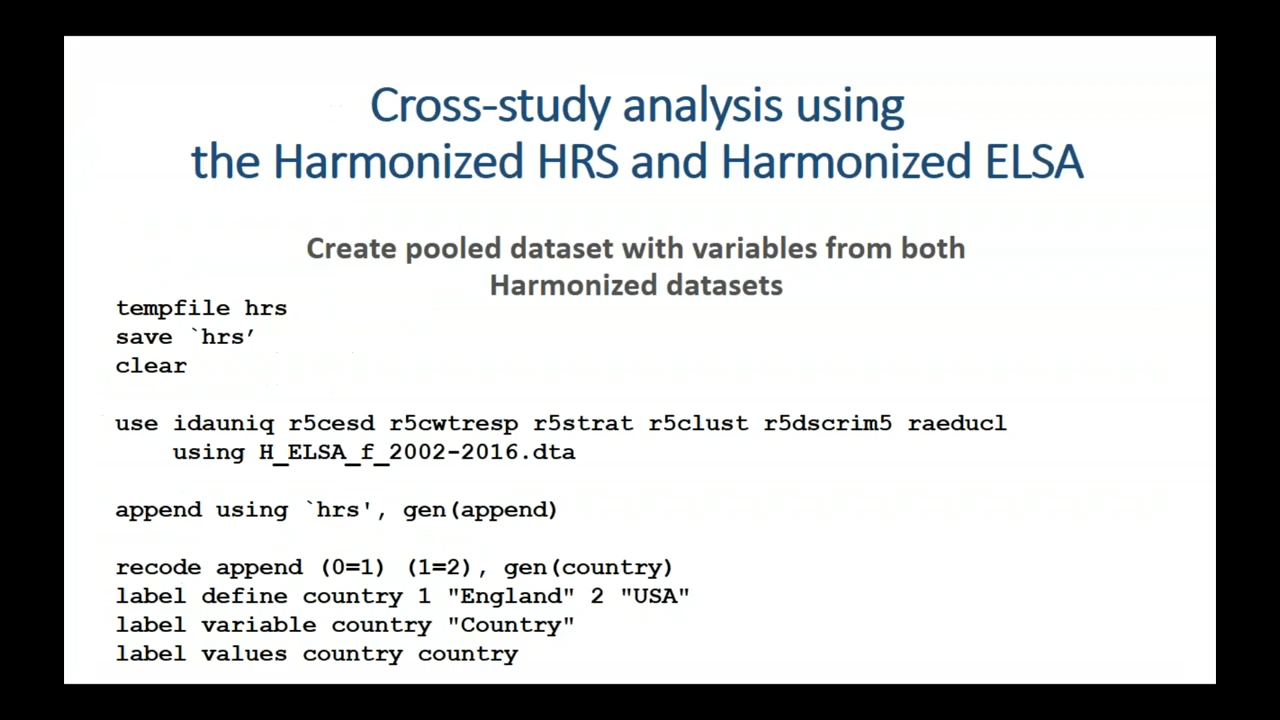 Cross-study analysis using
the Harmonized HRS and Harmonized ELSA
Create pooled dataset with variables from both
Harmonized datasets
tempfile hrs
save `hrs’
clear
use idauniq r5cesd r5cwtresp r5strat r5clust r5dscrim5 raeducl
using H_ELSA_f_2002-2016.dta
append using `hrs', gen(append)
recode append (0=1) (1=2), gen(country)
label define country 1 "England" 2 "USA"
label variable country "Country"
label values country country